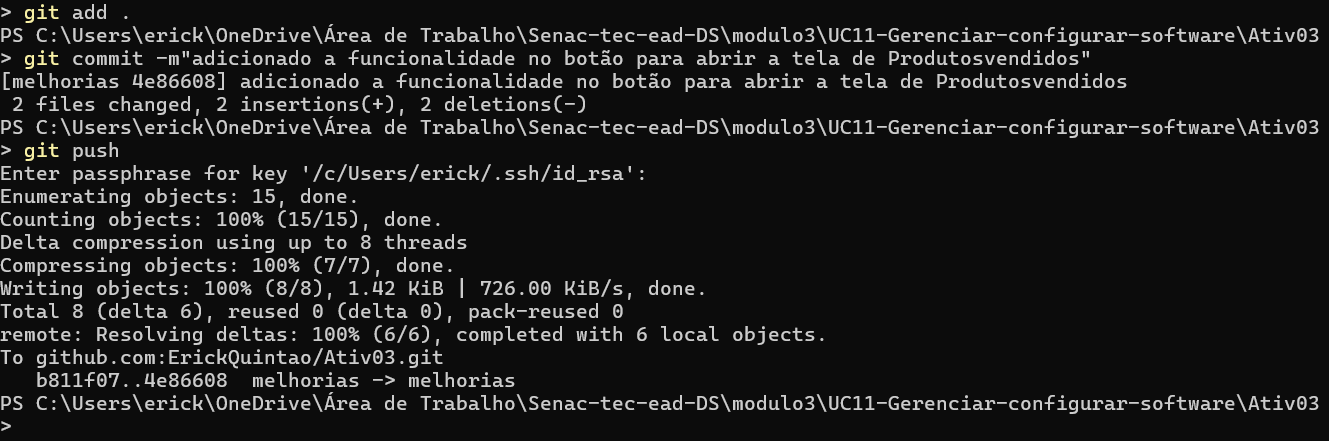 > git add .
PS C:\Users\erick\OneDrive\Área de Trabalho\Senac-tec-ead-DS\modulo3\UC11-Gerenciar-configurar-software\Ativ03
> git commit -m"adicionado a funcionalidade no botão para abrir a tela de Produtosvendidos"
[melhorias 4e86608] adicionado a funcionalidade no botão para abrir a tela de Produtosvendidos
 2 files changed, 2 insertions(+), 2 deletions(-)
PS C:\Users\erick\OneDrive\Área de Trabalho\Senac-tec-ead-DS\modulo3\UC11-Gerenciar-configurar-software\Ativ03
> git push
Enter passphrase for key '/c/Users/erick/.ssh/id_rsa':
Enumerating objects: 15, done.
Counting objects: 100% (15/15), done.
Delta compression using up to 8 threads
Compressing objects: 100% (7/7), done.
Writing objects: 100% (8/8), 1.42 KiB | 726.00 KiB/s, done.
Total 8 (delta 6), reused 0 (delta 0), pack-reused 0
remote: Resolving deltas: 100% (6/6), completed with 6 local objects.
To github.com:ErickQuintao/Ativ03.git
   b811f07..4e86608  melhorias -> melhorias
PS C:\Users\erick\OneDrive\Área de Trabalho\Senac-tec-ead-DS\modulo3\UC11-Gerenciar-configurar-software\Ativ03
>